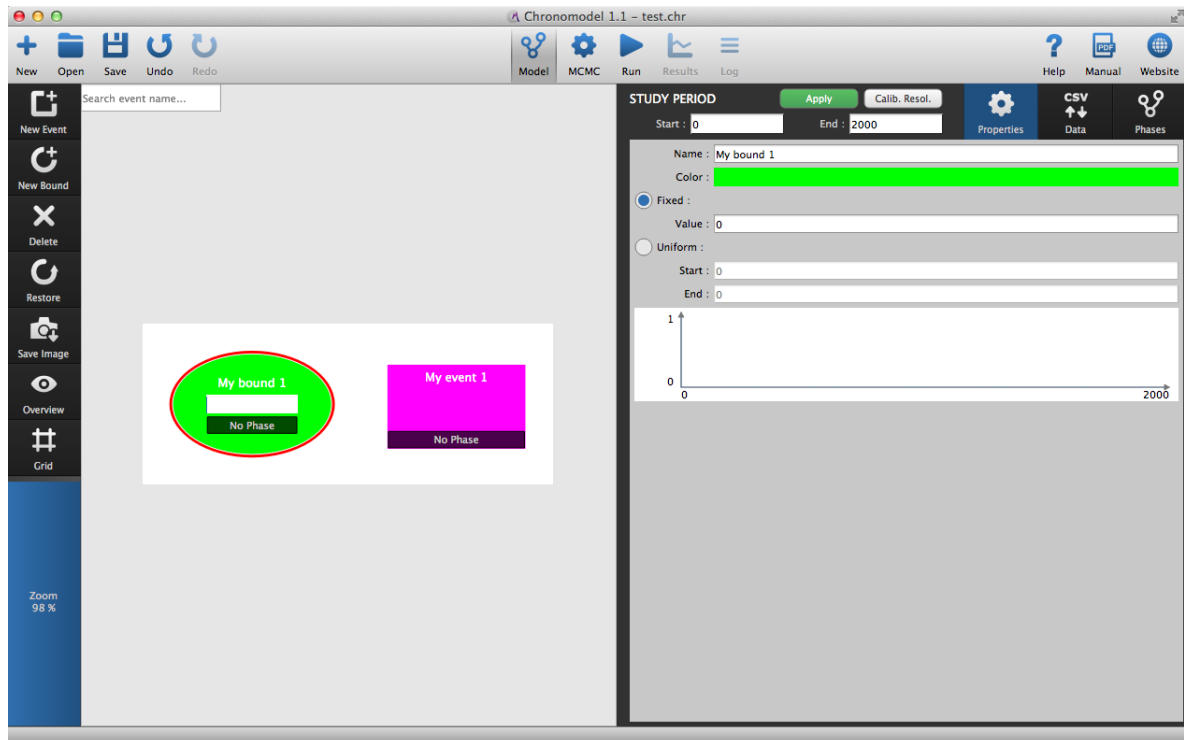 Chronomodel 1.1 – test.chr
New Open Save Undo Redo Model MCMC Run Results Log Help Manual Website
PDF
New Event
New Bound
Delete
Restore
Save Image
Overview
Grid
Zoom
98 %
Search event name...
My bound 1
No Phase
My event 1
No Phase
STUDY PERIOD Apply Calib. Resol.
Start : 0 End : 2000
Properties
CSV
Data
Phases
Name : My bound 1
Color :
Fixed :
Value : 0
Uniform :
Start : 0
End : 0
1
0
0 2000